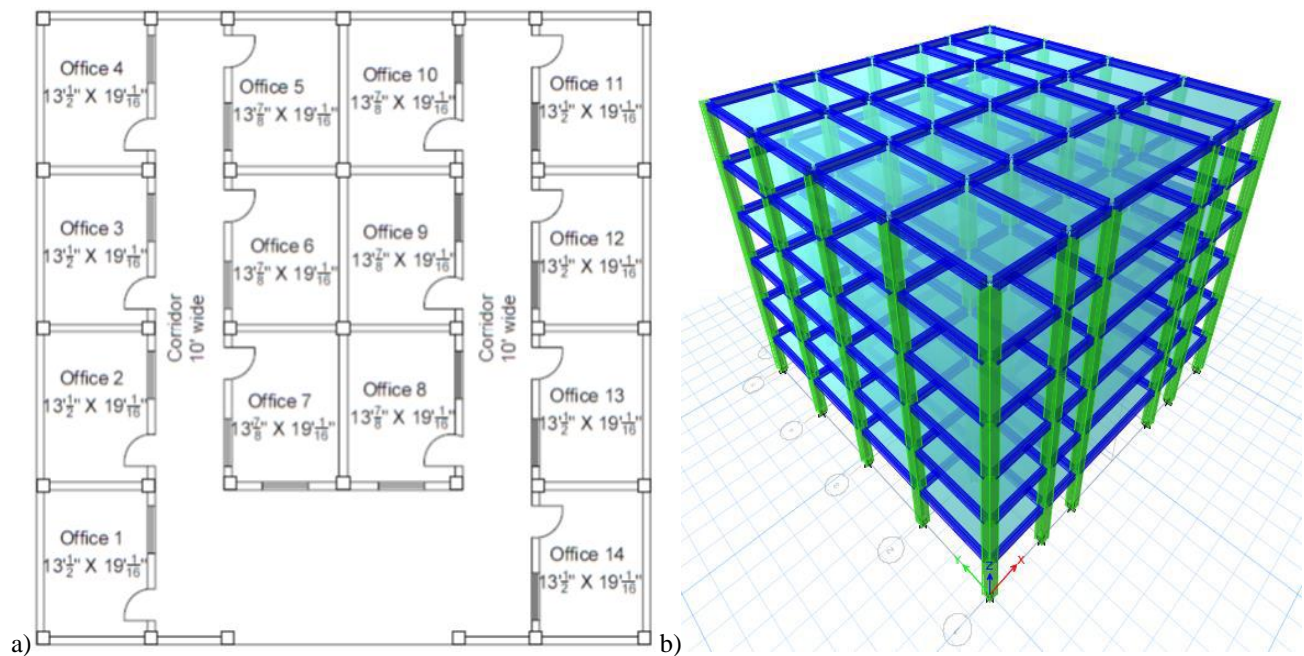 Office 4
13'1/2" X 19'1/16"
Office 5
13'7/8" X 19'1/16"
Office 10
13'7/8" X 19'1/16"
Office 11
13'1/2" X 19'1/16"
Office 3
13'1/2" X 19'1/16"
Office 6
13'7/8" X 19'1/16"
Office 9
13'7/8" X 19'1/16"
Office 12
13'1/2" X 19'1/16"
Corridor
10' wide
Corridor
10' wide
Office 2
13'1/2" X 19'1/16"
Office 7
13'7/8" X 19'1/16"
Office 8
13'7/8" X 19'1/16"
Office 13
13'1/2" X 19'1/16"
Office 1
13'1/2" X 19'1/16"
Office 14
13'1/2" X 19'1/16"
a)
Y Z X
b)